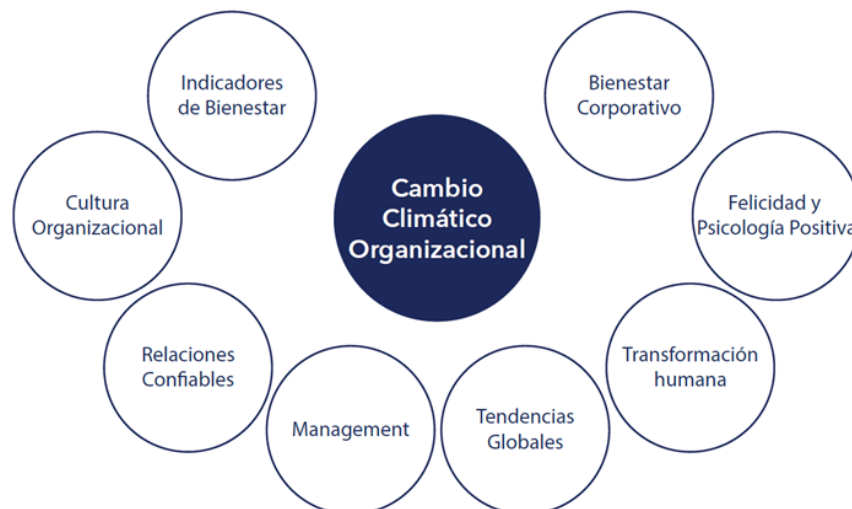 Indicadores
de Bienestar
Bienestar
Corporativo
Cambio
Climático
Organizacional
Cultura
Organizacional
Felicidad y
Psicología Positiva
Relaciones
Confiables
Transformación
humana
Management
Tendencias
Globales